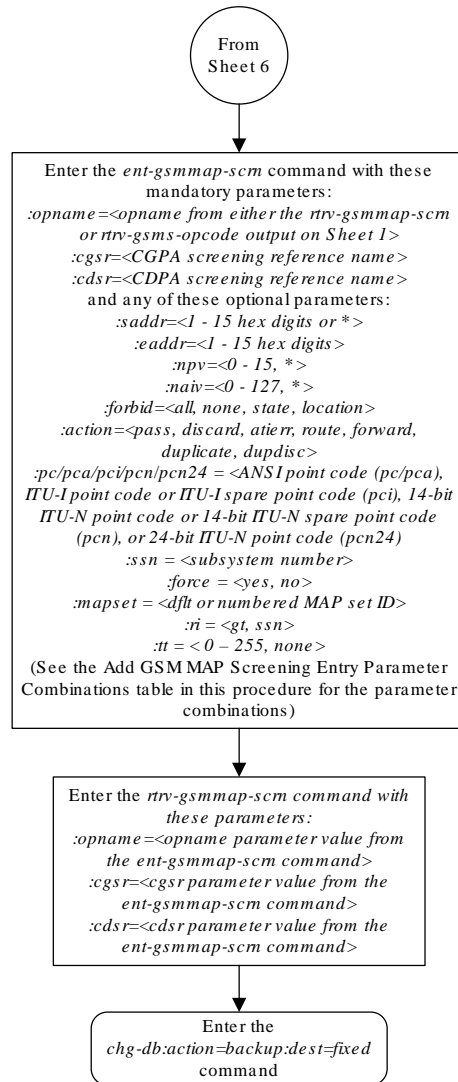 From
Sheet 6
Enter the ent-gsmmap-scrn command with these
mandatory parameters:
:opname=<opname from either the rtrv-gsmmap-scrn
or rtrv-gsms-opcode output on Sheet 1>
:cgsr=<CGPA screening reference name>
:cdsr=<CDPA screening reference name>
and any of these optional parameters:
:saddr=<1 - 15 hex digits or *>
:eaddr=<1 - 15 hex digits>
:npv=<0 - 15, *>
:naiv=<0 - 127, *>
:forbid=<all, none, state, location>
:action=<pass, discard, atierr, route, forward,
duplicate, dupdisc>
:pc/pca/pci/pcn/pcn24 = <ANSI point code (pc/pca),
ITU-I point code or ITU-I spare point code (pci), 14-bit
ITU-N point code or 14-bit ITU-N spare point code
(pcn), or 24-bit ITU-N point code (pcn24)
:ssn = <subsystem number>
:force = <yes, no>
:mapset = <dflt or numbered MAP set ID>
:ri = <gt, ssn>
:tt = < 0 – 255, none>
(See the Add GSM MAP Screening Entry Parameter
Combinations table in this procedure for the parameter
combinations)
Enter the rtrv-gsmmap-scrn command with
these parameters:
:opname=<opname parameter value from
the ent-gsmmap-scrn command>
:cgsr=<cgsr parameter value from the
ent-gsmmap-scrn command>
:cdsr=<cdsr parameter value from the
ent-gsmmap-scrn command>
Enter the
chg-db:action=backup:dest=fixed
command